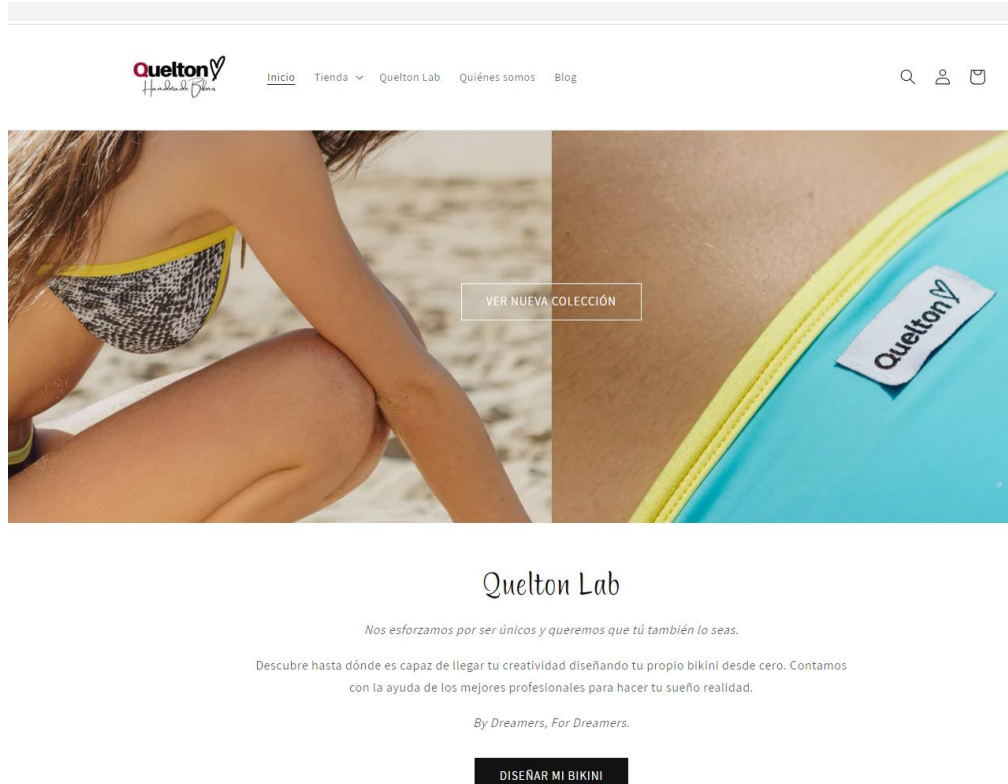 Quelton
Handmade Bikinis
Inicio Tienda Quelton Lab Quiénes somos Blog
VER NUEVA COLECCIÓN
Quelton
Quelton Lab
Nos esforzamos por ser únicos y queremos que tú también lo seas.
Descubre hasta dónde es capaz de llegar tu creatividad diseñando tu propio bikini desde cero. Contamos
con la ayuda de los mejores profesionales para hacer tu sueño realidad.
By Dreamers, For Dreamers.
DISEÑAR MI BIKINI